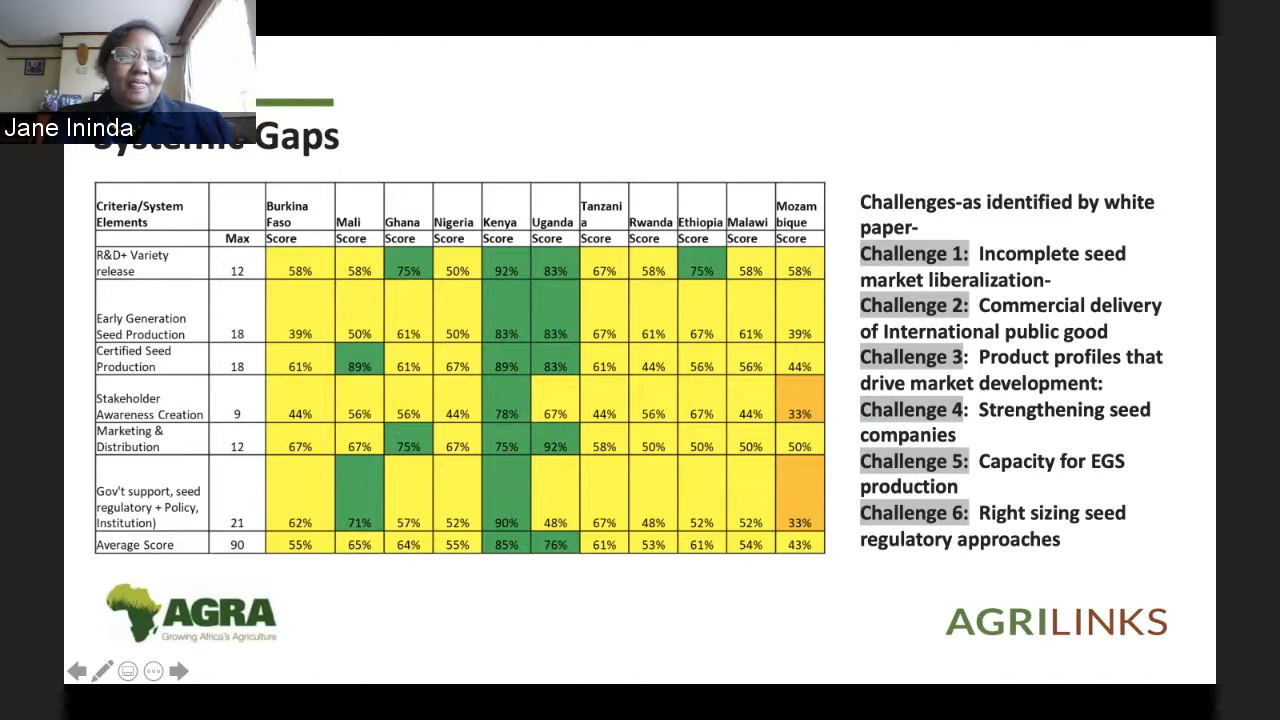 Jane Ininda
Gaps
Criteria/System Elements Max Burkina Faso Score Mali Score Ghana Score Nigeria Score Kenya Score Uganda Score Tanzani a Score Rwanda Score Ethiopia Score Malawi Score Mozam bique Score
R&D+ Variety release 12 58% 58% 75% 50% 92% 83% 67% 58% 75% 58% 58%
Early Generation Seed Production 18 39% 50% 61% 50% 83% 83% 67% 61% 67% 61% 39%
Certified Seed Production 18 61% 89% 61% 67% 89% 83% 61% 44% 56% 56% 44%
Stakeholder Awareness Creation 9 44% 56% 56% 44% 78% 67% 44% 56% 67% 44% 33%
Marketing & Distribution 12 67% 67% 75% 67% 75% 92% 58% 50% 50% 50% 50%
Gov't support, seed regulatory + Policy, Institution) 21 62% 71% 57% 52% 90% 48% 67% 48% 52% 52% 33%
Average Score 90 55% 65% 64% 55% 85% 76% 61% 53% 61% 54% 43%
Challenges-as identified by white
paper-
Challenge 1: Incomplete seed
market liberalization-
Challenge 2: Commercial delivery
of International public good
Challenge 3: Product profiles that
drive market development:
Challenge 4: Strengthening seed
companies
Challenge 5: Capacity for EGS
production
Challenge 6: Right sizing seed
regulatory approaches
AGRA
Growing Africa's Agriculture
AGRILINKS